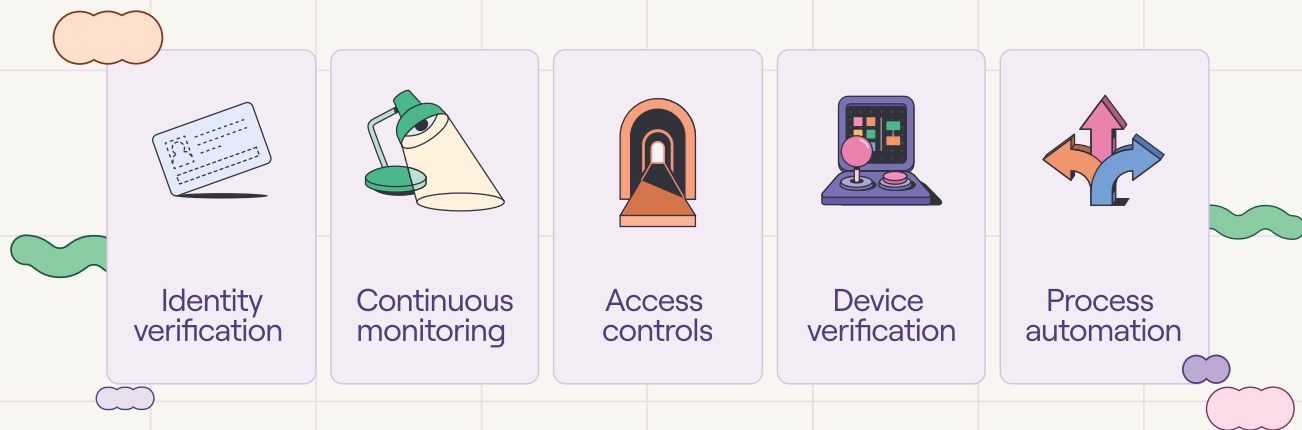 Identity
verification
Continuous
monitoring
Access
controls
Device
verification
Process
automation